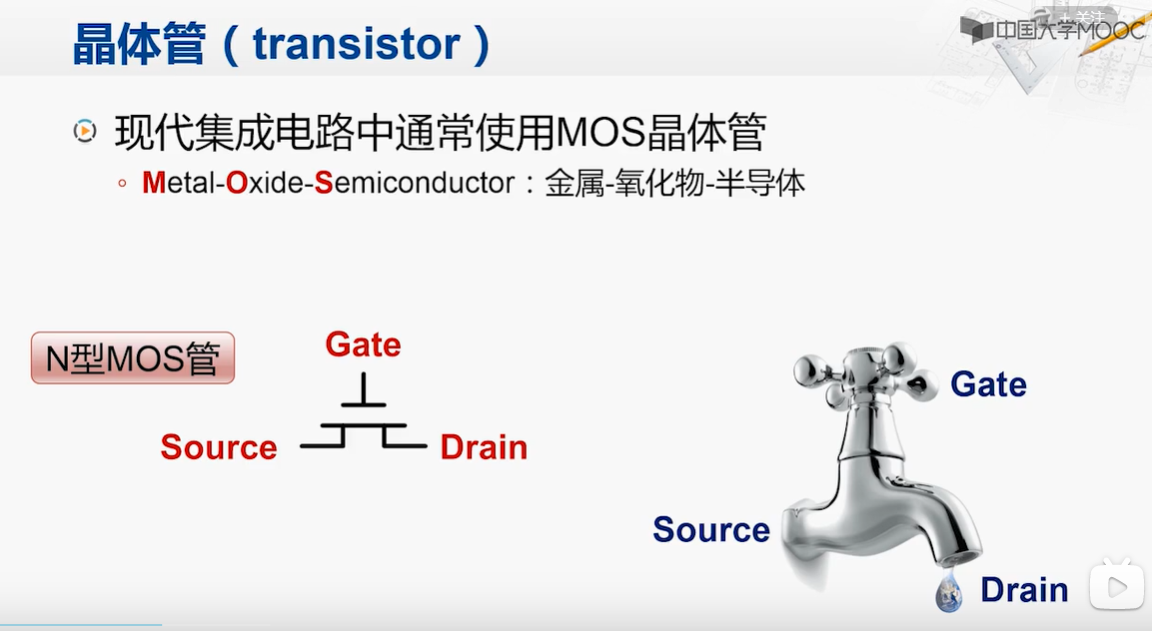 晶体管（transistor）
+ 关注
中国大学MOOC
现代集成电路中通常使用MOS晶体管
Metal-Oxide-Semiconductor：金属-氧化物-半导体
N型MOS管
Gate
Source
Drain
Gate
Source
Drain